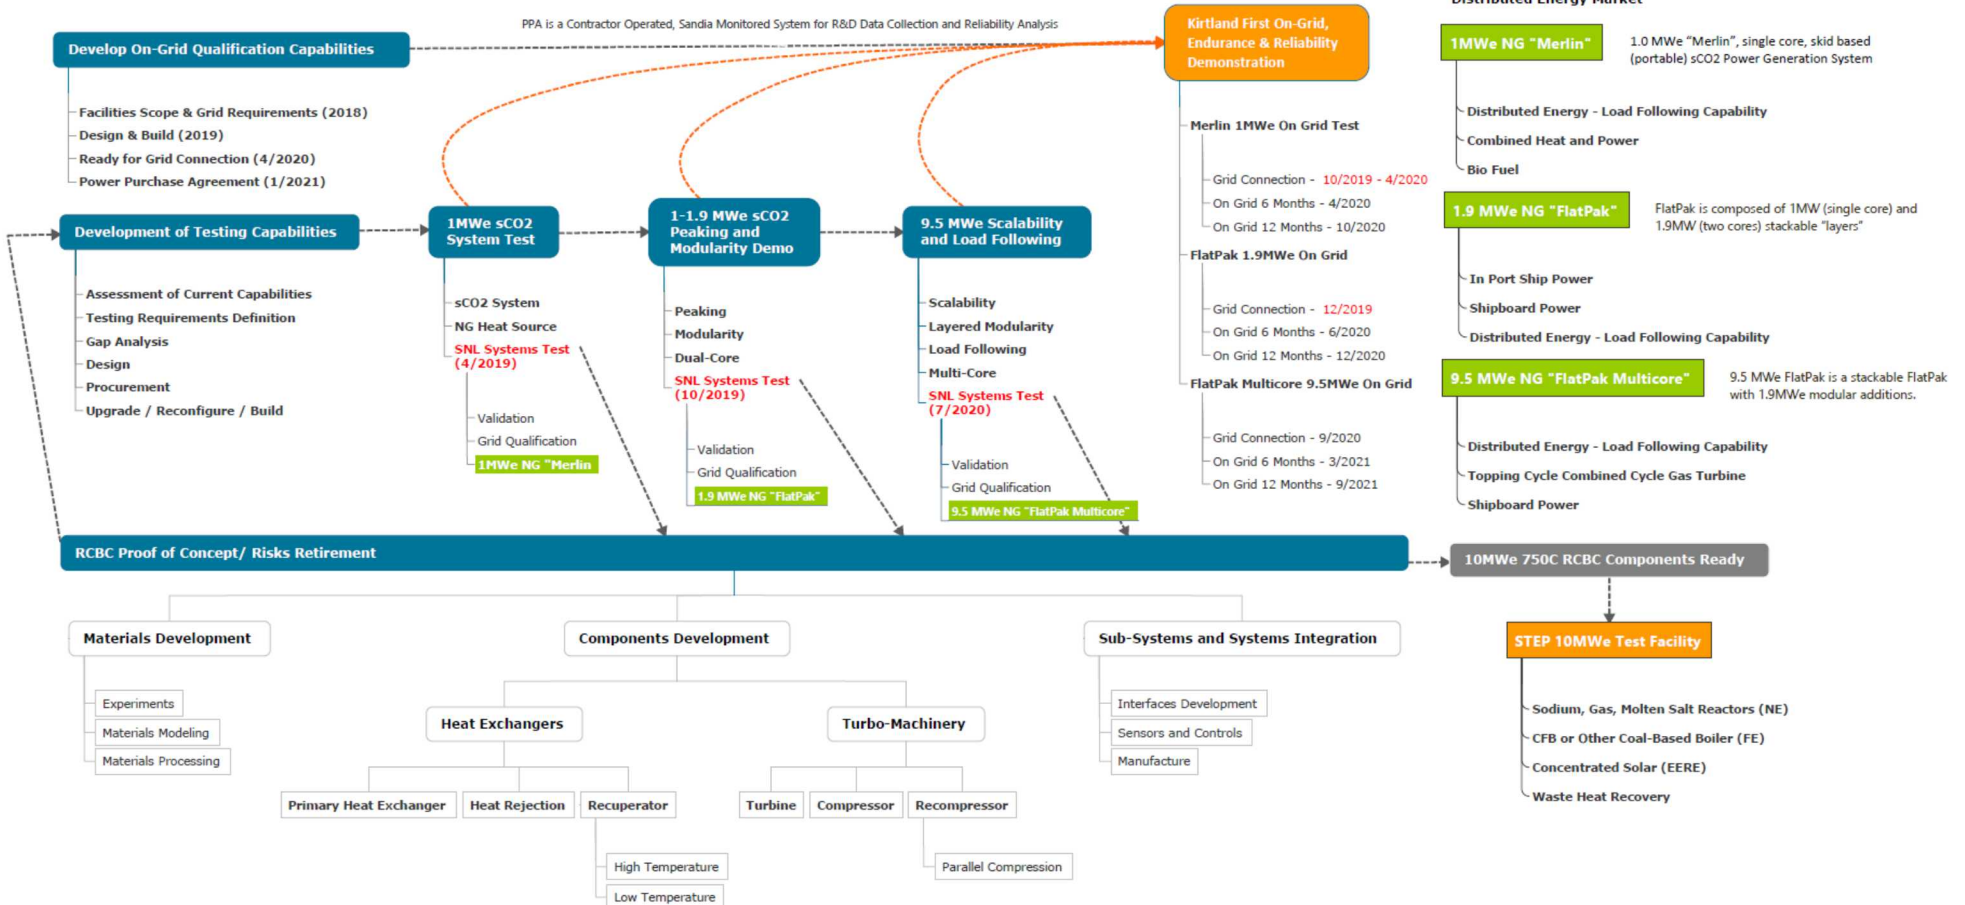 PPA is a Contractor Operated, Sandia Monitored System for R&D Data Collection and Reliability Analysis
Develop On-Grid Qualification Capabilities
Facilities Scope & Grid Requirements (2018)
Design & Build (2019)
Ready for Grid Connection (4/2020)
Power Purchase Agreement (1/2021)
Kirtland First On-Grid,
Endurance & Reliability
Demonstration
Merlin 1MWe On Grid Test
Grid Connection - 10/2019 - 4/2020
On Grid 6 Months - 4/2020
On Grid 12 Months - 10/2020
FlatPak 1.9MWe On Grid
Grid Connection - 12/2019
On Grid 6 Months - 6/2020
On Grid 12 Months - 12/2020
FlatPak Multicore 9.5MWe On Grid
Grid Connection - 9/2020
On Grid 6 Months - 3/2021
On Grid 12 Months - 9/2021
Distributed Energy Market
1MWe NG "Merlin"
1.0 MWe “Merlin”, single core, skid based
(portable) sCO2 Power Generation System
Distributed Energy - Load Following Capability
Combined Heat and Power
Bio Fuel
1.9 MWe NG "FlatPak"
FlatPak is composed of 1MW (single core) and
1.9MW (two cores) stackable “layers”
In Port Ship Power
Shipboard Power
Distributed Energy - Load Following Capability
9.5 MWe NG "FlatPak Multicore"
9.5 MWe FlatPak is a stackable FlatPak
with 1.9MWe modular additions.
Distributed Energy - Load Following Capability
Topping Cycle Combined Cycle Gas Turbine
Shipboard Power
Development of Testing Capabilities
Assessment of Current Capabilities
Testing Requirements Definition
Gap Analysis
Design
Procurement
Upgrade / Reconfigure / Build
1MWe sCO2
System Test
sCO2 System
NG Heat Source
SNL Systems Test
(4/2019)
Validation
Grid Qualification
1MWe NG "Merlin
1-1.9 MWe sCO2
Peaking and
Modularity Demo
Peaking
Modularity
Dual-Core
SNL Systems Test
(10/2019)
Validation
Grid Qualification
1.9 MWe NG "FlatPak"
9.5 MWe Scalability
and Load Following
Scalability
Layered Modularity
Load Following
Multi-Core
SNL Systems Test
(7/2020)
Validation
Grid Qualification
9.5 MWe NG "FlatPak Multicore"
RCBC Proof of Concept/ Risks Retirement
10MWe 750C RCBC Components Ready
Materials Development
Experiments
Materials Modeling
Materials Processing
Components Development
Heat Exchangers
Primary Heat Exchanger
Heat Rejection
Recuperator
High Temperature
Low Temperature
Turbo-Machinery
Turbine
Compressor
Recompressor
Parallel Compression
Sub-Systems and Systems Integration
Interfaces Development
Sensors and Controls
Manufacture
STEP 10MWe Test Facility
Sodium, Gas, Molten Salt Reactors (NE)
CFB or Other Coal-Based Boiler (FE)
Concentrated Solar (EERE)
Waste Heat Recovery